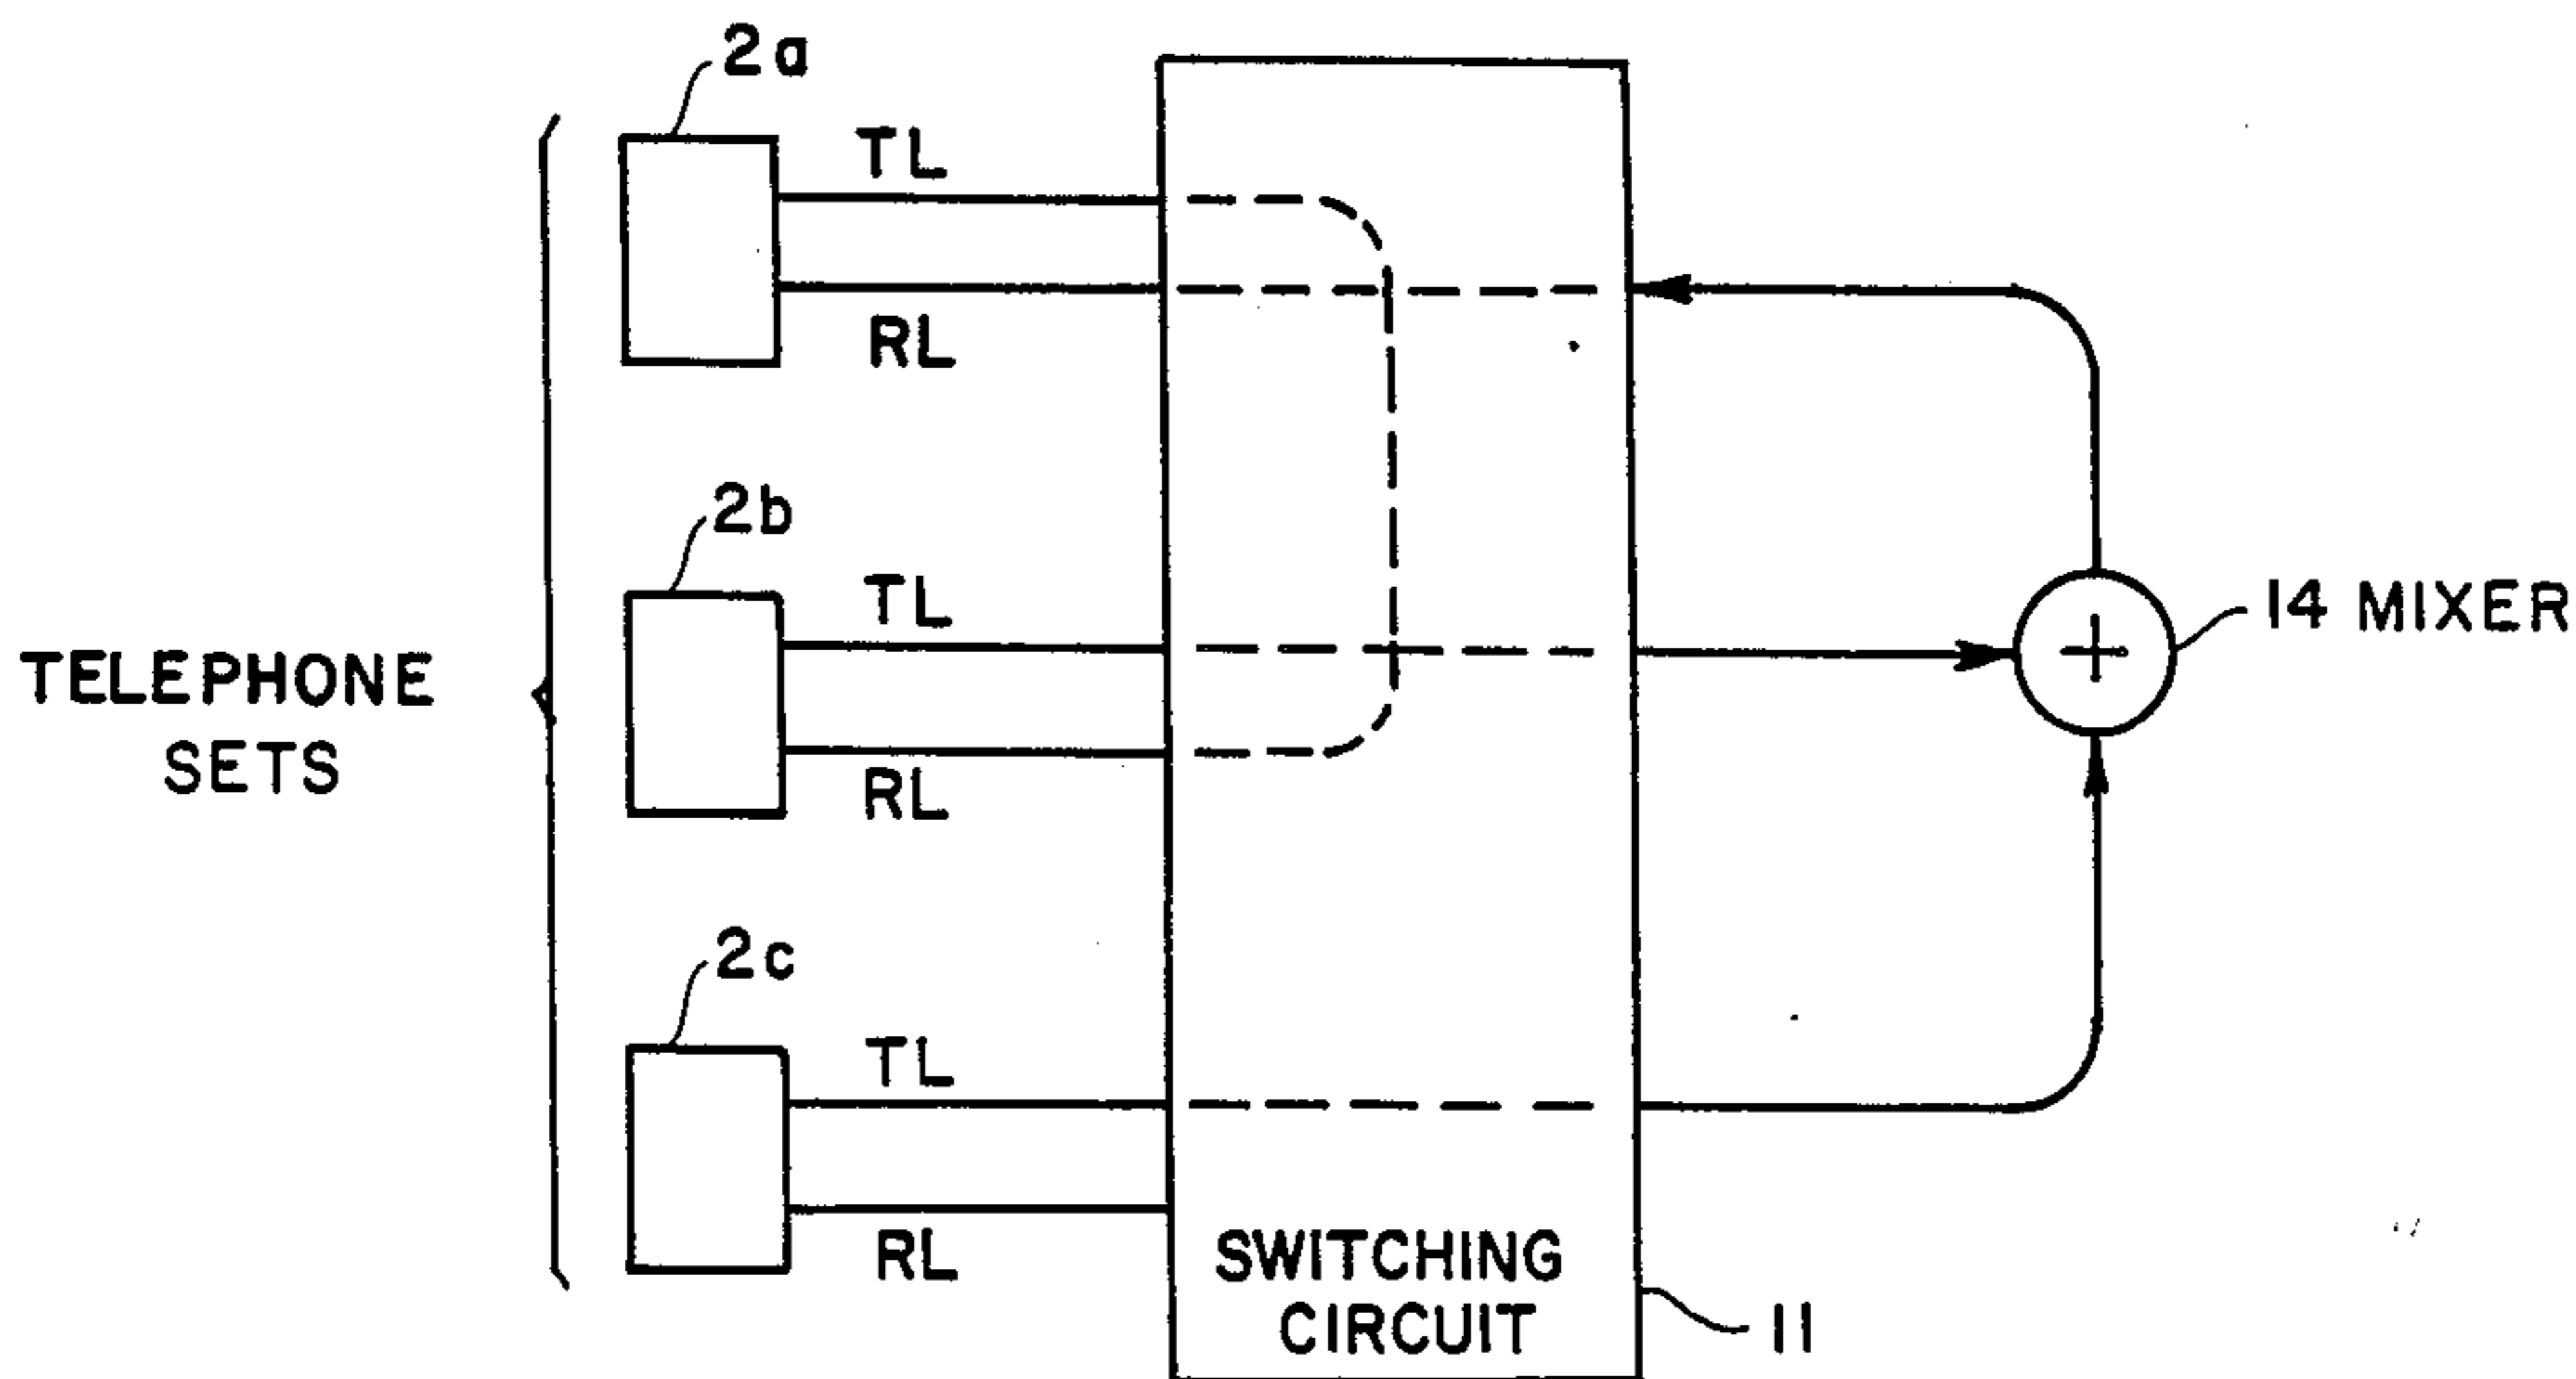 2a
TL
RL
2b
TL
RL
TELEPHONE
SETS
14 MIXER
2c
TL
RL
SWITCHING
CIRCUIT
11